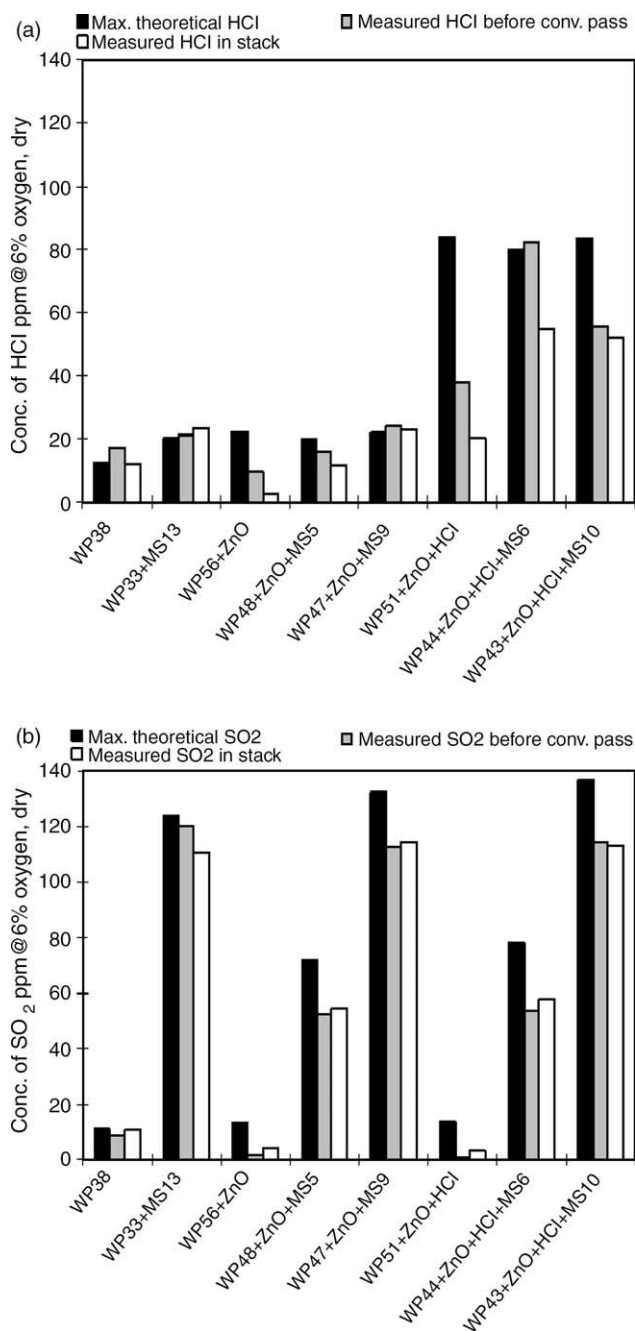 (a)
Max. theoretical HCl
Measured HCl before conv. pass
Measured HCl in stack
140
120
100
80
60
40
20
0
Conc. of HCl ppm@6% oxygen, dry
WP38
WP33+MS13
WP56+ZnO
WP48+ZnO+MS5
WP47+ZnO+MS9
WP51+ZnO+HCl
WP44+ZnO+HCl+MS6
WP43+ZnO+HCl+MS10
(b)
Max. theoretical SO2
Measured SO2 before conv. pass
Measured SO2 in stack
140
120
100
80
60
40
20
0
Conc. of SO₂ ppm@6% oxygen, dry
WP38
WP33+MS13
WP56+ZnO
WP48+ZnO+MS5
WP47+ZnO+MS9
WP51+ZnO+HCl
WP44+ZnO+HCl+MS6
WP43+ZnO+HCl+MS10